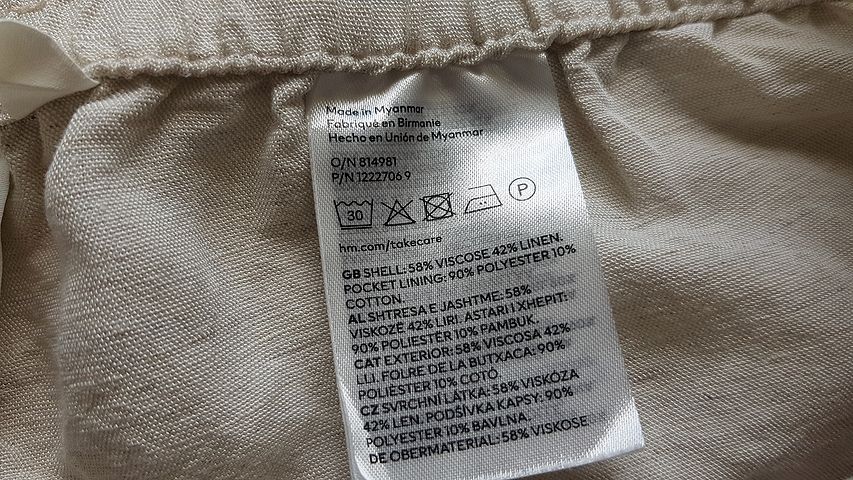 Made in Myanmar
Fabriqué en Birmanie
Hecho en Unión de Myanmar
O/N 814981
P/N 1222706 9
30
P
hm.com/takecare
GB SHELL: 58% VISCOSE 42% LINEN.
POCKET LINING: 90% POLYESTER 10%
COTTON.
AL SHTRESA E JASHTME: 58%
VISKOZË 42% LIRI. ASTARI I XHEPIT:
90% POLIESTËR 10% PAMBUK.
CAT EXTERIOR: 58% VISCOSA 42%
LLI. FOLRE DE LA BUTXACA: 90%
POLIÈSTER 10% COTÓ.
CZ SVRCHNÍ LÁTKA: 58% VISKÓZA
42% LEN. PODŠÍVKA KAPSY: 90%
POLYESTER 10% BAVLNA.
DE OBERMATERIAL: 58% VISKOSE